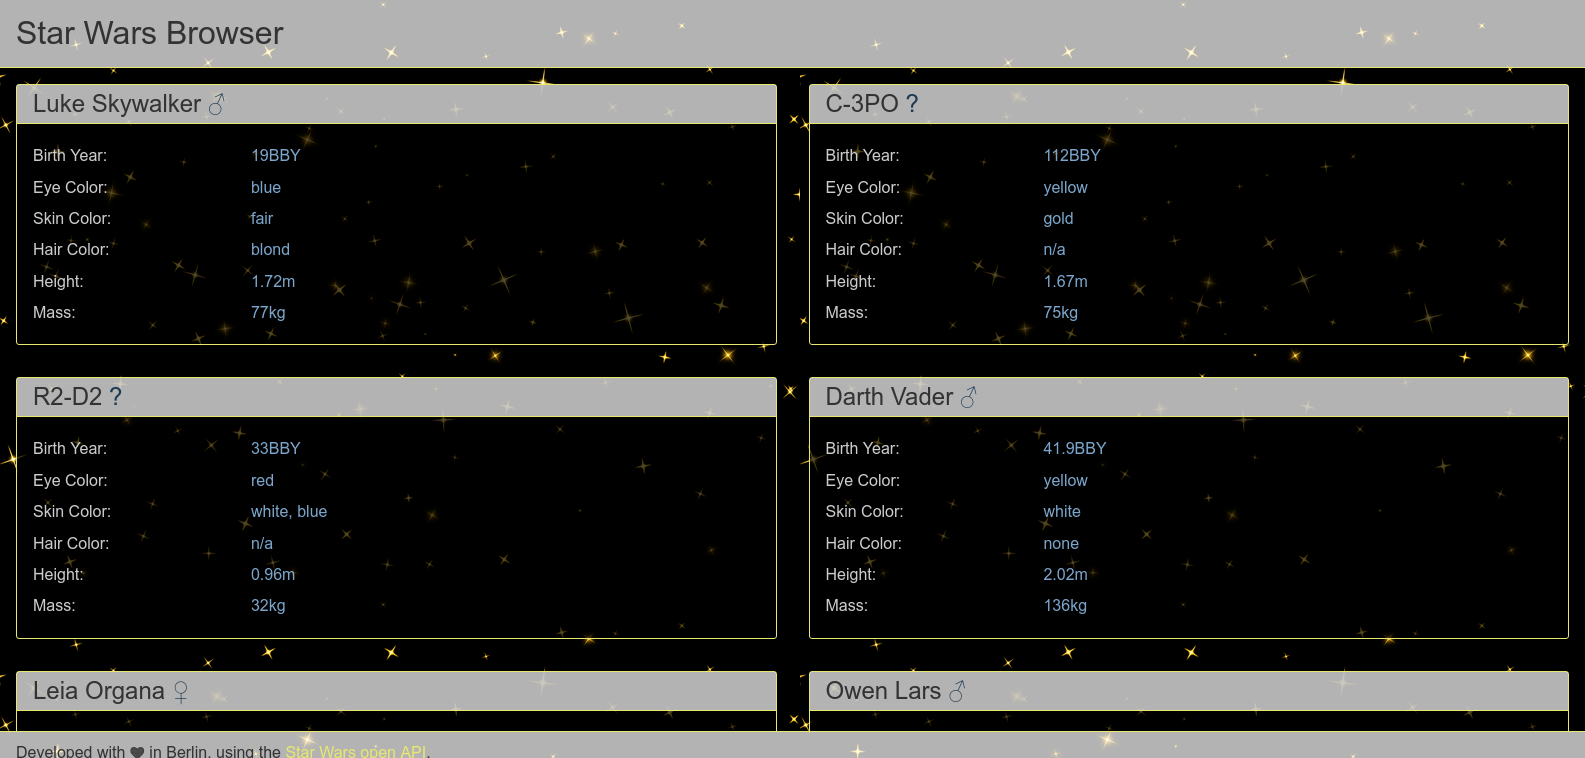 Star Wars Browser
Luke Skywalker ♂
Birth Year: 19BBY
Eye Color: blue
Skin Color: fair
Hair Color: blond
Height: 1.72m
Mass: 77kg
C-3PO ?
Birth Year: 112BBY
Eye Color: yellow
Skin Color: gold
Hair Color: n/a
Height: 1.67m
Mass: 75kg
R2-D2 ?
Birth Year: 33BBY
Eye Color: red
Skin Color: white, blue
Hair Color: n/a
Height: 0.96m
Mass: 32kg
Darth Vader ♂
Birth Year: 41.9BBY
Eye Color: yellow
Skin Color: white
Hair Color: none
Height: 2.02m
Mass: 136kg
Leia Organa ♀
Owen Lars ♂
Developed with ♥ in Berlin, using the Star Wars open API.